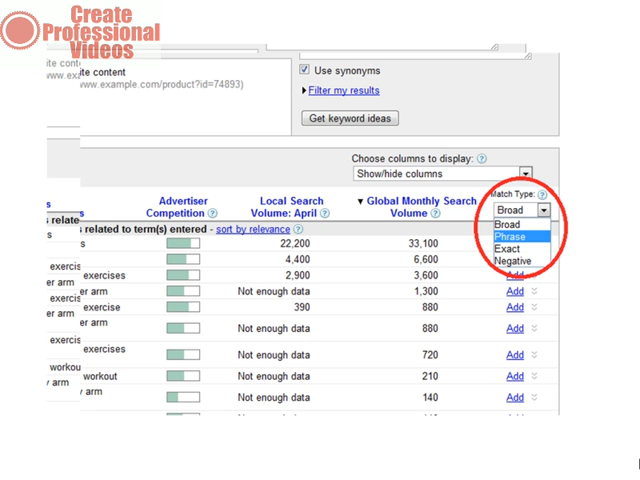 Create
Professional
Videos
ite conte
ite content
www.exa
www.example.com/product?id=74893)
Use synonyms
Filter my results
Get keyword ideas
Choose columns to display: ?
Show/hide columns
Match Type: ?
Advertiser Competition ?
Local Search Volume: April ?
Global Monthly Search Volume ?
Broad
Broad
Phrase
Exact
Negative
s related to term(s) entered - sort by relevance ?
22,200 33,100
4,400 6,600
exercises 2,900 3,600 Add
er arm Not enough data 1,300 Add
exercise 390 880 Add
er arm Not enough data 880 Add
exercises Not enough data 720 Add
workout Not enough data 210 Add
arm Not enough data 140 Add